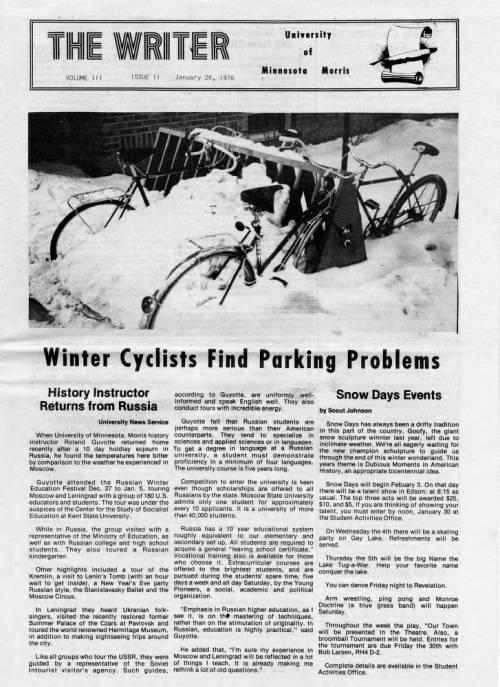 THE WRITER
University
of
Minnesota Morris
VOLUME III ISSUE 11 January 26, 1976
Winter Cyclists Find Parking Problems
History Instructor
Returns from Russia
University News Service
When University of Minnesota, Morris history
instructor Roland Guyotte returned home
recently after a 10 day holiday sojourn in
Russia, he found the temperatures here bitter
by comparison to the weather he experienced in
Moscow.
Guyotte attended the Russian Winter
Education Festival Dec. 27 to Jan. 5, touring
Moscow and Leningrad with a group of 180 U.S.
educators and students. The tour was under the
auspices of the Center for the Study of Socialist
Education at Kent State University.
While in Russia, the group visited with a
representative of the Ministry of Education, as
well as with Russian college and high school
students. They also toured a Russian
kindergarten.
Other highlights included a tour of the
Kremlin, a visit to Lenin's Tomb (with an hour
wait to get inside), a New Year's Eve party
Russian style, the Stanislavasky Ballet and the
Moscow Circus.
In Leningrad they heard Ukranian folk-
singers, visited the recently restored former
Summer Palace of the Czars at Pavlovsk and
toured the world renowned Hermitage Museum,
in addition to making sightseeing trips around
the city.
Like all groups who tour the USSR, they were
guided by a representative of the Soviet
Intourist visitor's agency. Such guides,
according to Guyotte, are uniformly well-
informed and speak English well. They also
conduct tours with incredible energy.
Guyotte felt that Russian students are
perhaps more serious than their American
counterparts. They tend to specialize in
sciences and applied sciences or in languages.
To get a degree in language at a Russian
university, a student must demonstrate
proficiency in a minimum of four languages.
The university course is five years long.
Competition to enter the university is keen
even though scholarships are offered to all
Russians by the state. Moscow State University
admits only one student for approximately
every 10 applicants. It is a university of more
than 40,000 students.
Russia has a 10 year educational system
roughly equivalent to our elementary and
secondary set up. All students are required to
acquire a general "leaving school certificate."
Vocational training also is available for those
who choose it. Extracurricular courses are
offered to the brightest students, and are
pursued during the students' spare time, five
days a week and all day Saturday, by the Young
Pioneers, a social, academic and political
organization.
"Emphasis in Russian higher education, as I
see it, is on the mastering of techniques,
rather than on the stimulation of originality. In
Russian, education is highly practical," said
Guyotte.
He added that, "I'm sure my experience in
Moscow and Leningrad will be reflected in a lot
of things I teach. It is already making me
rethink a lot of old questions."
Snow Days Events
by Scout Johnson
Snow Days has always been a drifty tradition
in this part of the country. Goofy, the giant
snow sculpture winnter last year, left due to
inclimate weather. We're all eagerly waiting for
the new champion schulpture to guide us
through the end of this winter wonderland. This
years theme is Dubious Moments in American
History, an appropriate bicentennial idea.
Snow Days will begin Febuary 3. On that day
there will be a talent show in Edson; at 8:15 as
usual. The top three acts will be awarded $25,
$10, and $5. If you are thinking of showing your
talent, you must enter by noon, January 30 at
the Student Activities Office.
On Wednesday the 4th there will be a skating
party on Gay Lake. Refreshments will be
served.
Thursday the 5th will be the big Name the
Lake Tug-a-War. Help your favorite name
conquer the lake.
You can dance Friday night to Revelation.
Arm wrestling, ping pong and Monroe
Doctrine (a blue grass band) will happen
Saturday.
Throughout the week the play, "Our Town
will be presented in the Theatre. Also, a
broomball Tournament will be held. Entries for
the tournament are due Friday the 30th with
Bob Larsen, RH4 D-2.
Complete details are available in the Student
Activities Office.